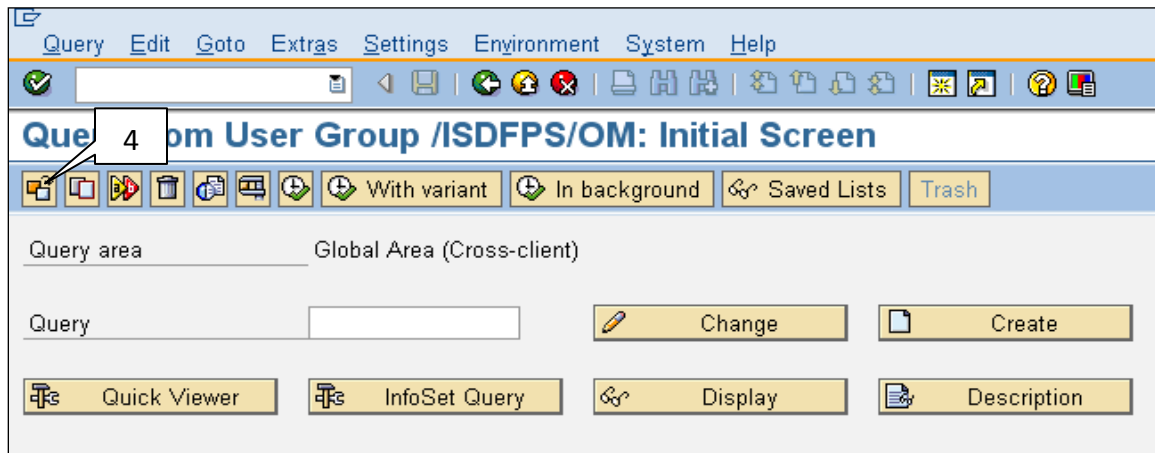 Query Edit Goto Extras Settings Environment System Help
Que om User Group /ISDFPS/OM: Initial Screen
4
With variant In background Saved Lists Trash
Query area Global Area (Cross-client)
Query Change Create
Quick Viewer InfoSet Query Display Description